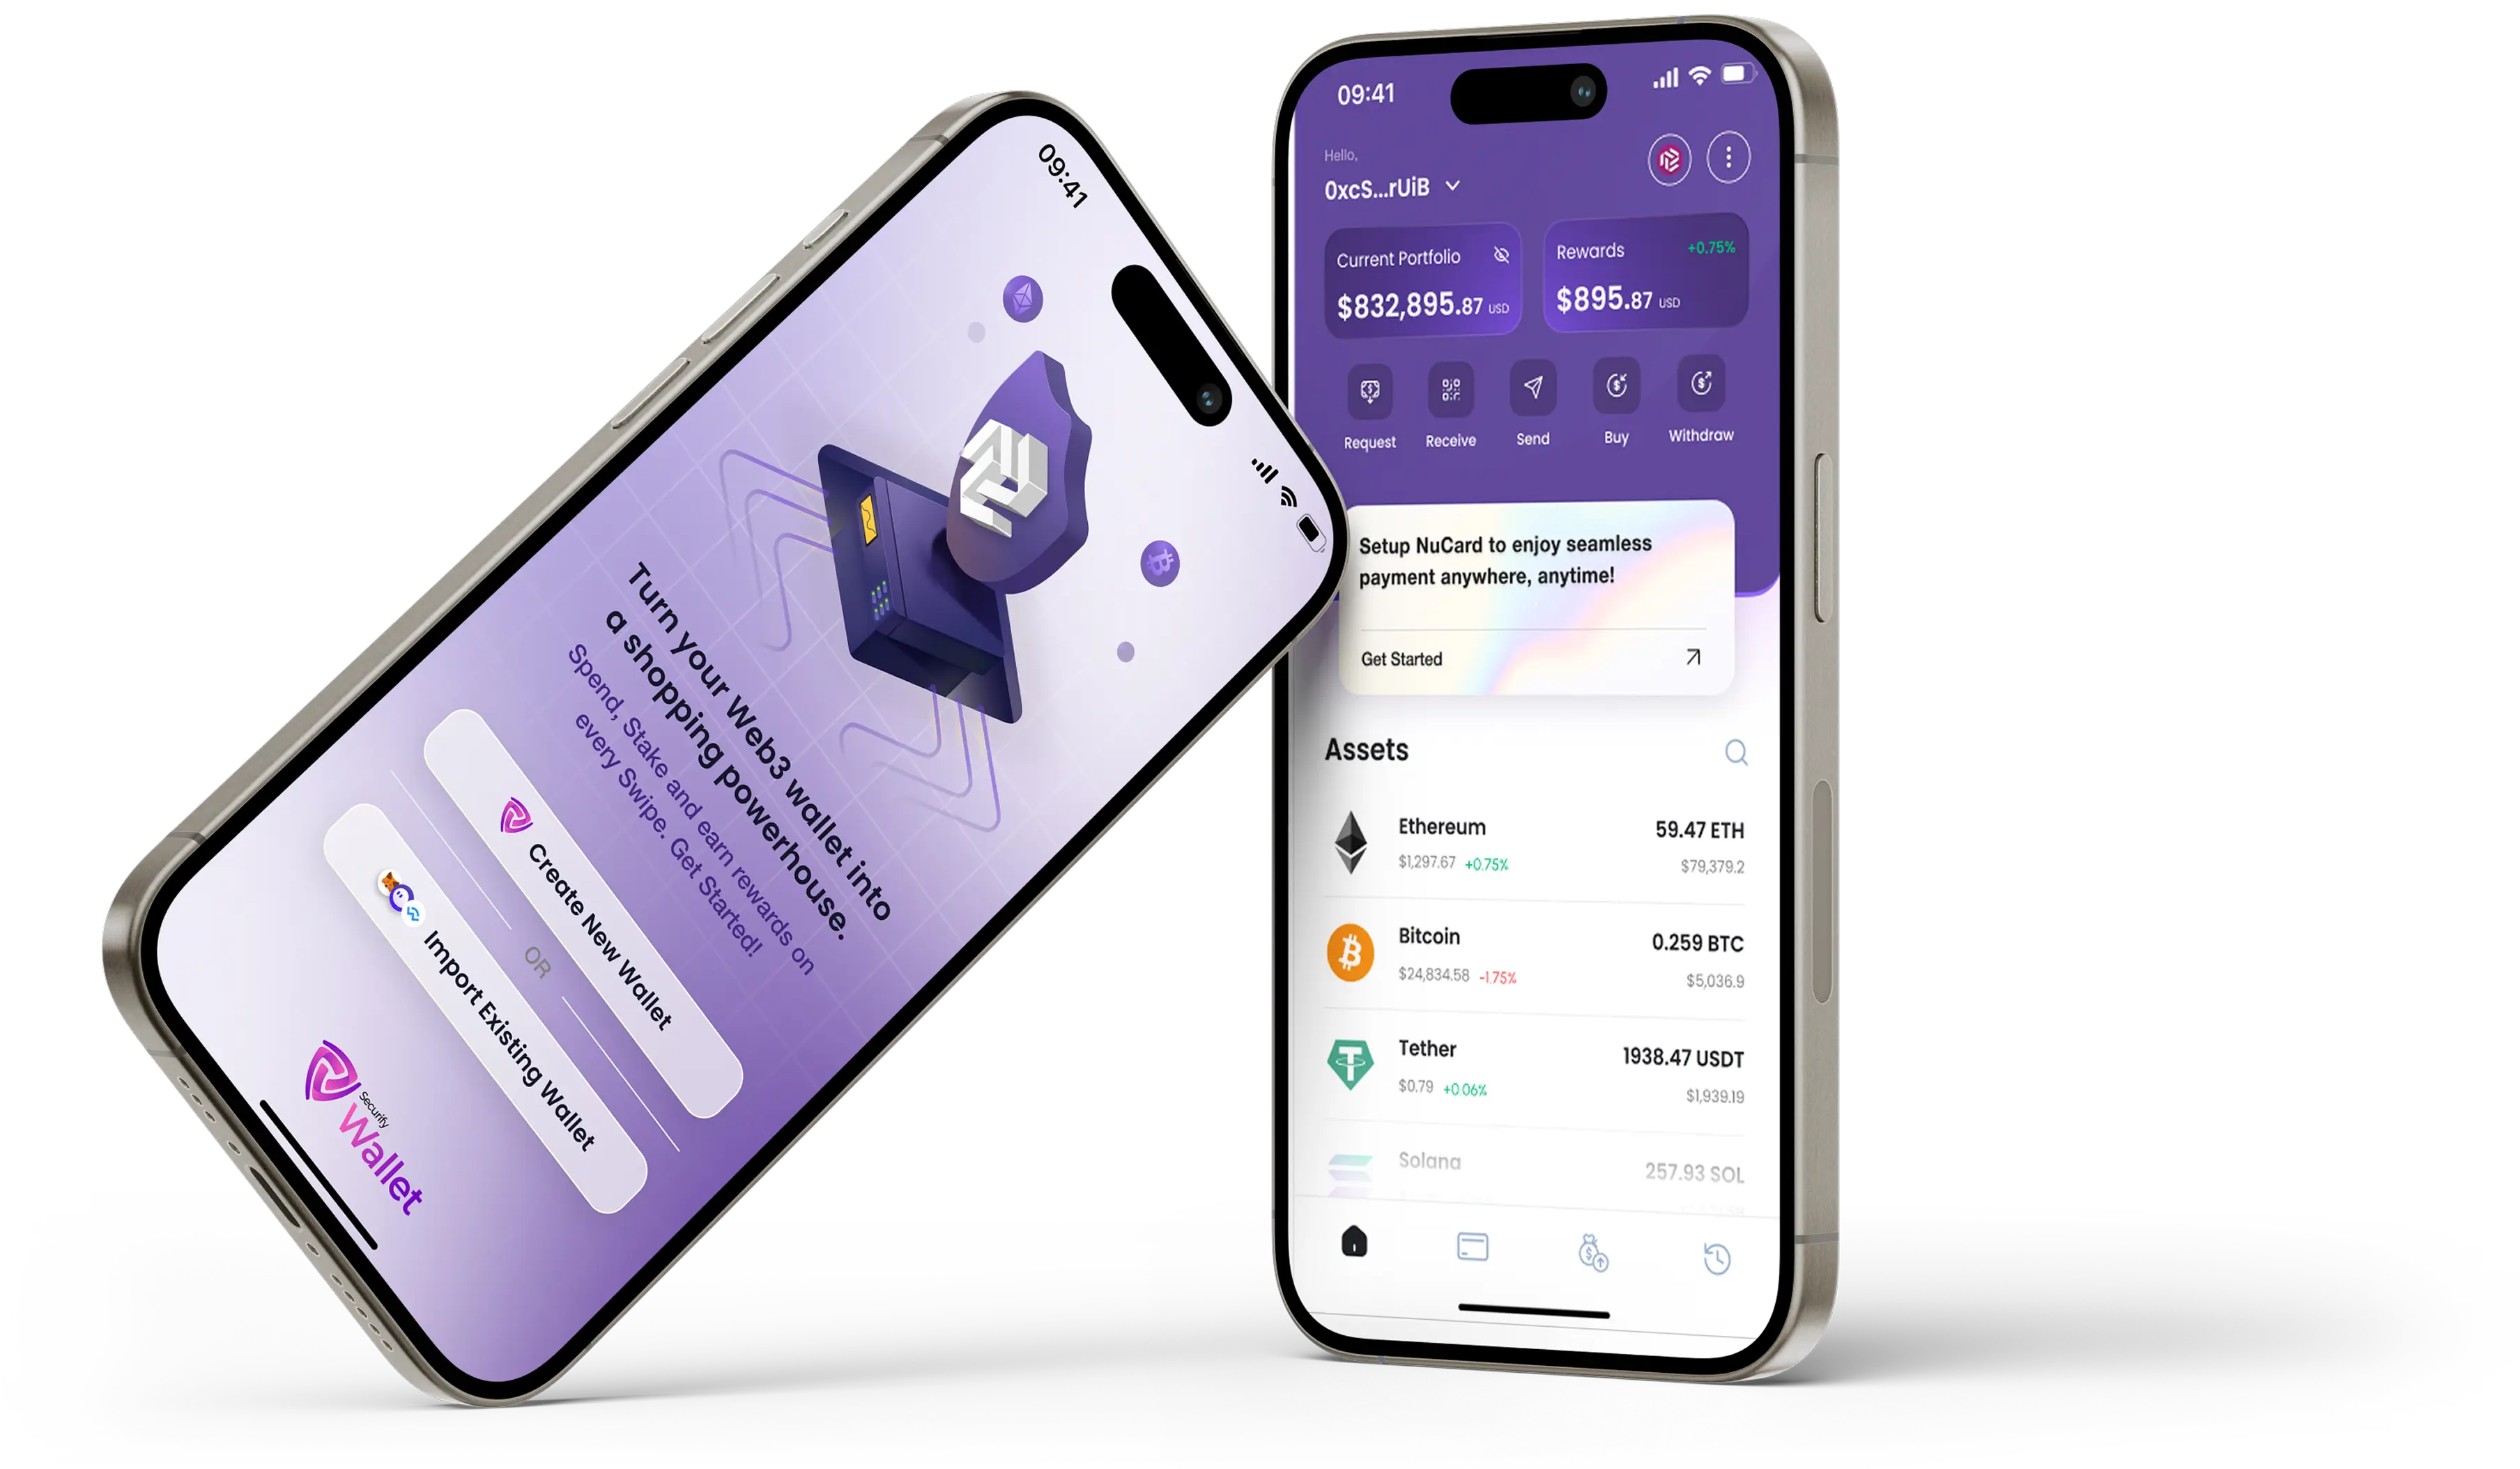 09:41
Turn your Web3 wallet into
a shopping powerhouse.
Spend, Stake and earn rewards on
every Swipe. Get Started!
Create New Wallet
OR
Import Existing Wallet
Securify
Wallet
09:41
Hello,
0xcS...rUiB
Current Portfolio
$832,895.87 USD
Rewards +0.75%
$895.87 USD
Request Receive Send Buy Withdraw
Setup NuCard to enjoy seamless
payment anywhere, anytime!
Get Started
Assets
Ethereum 59.47 ETH
$1,297.67 +0.75% $79,379.2
Bitcoin 0.259 BTC
$24,834.58 -1.75% $5,036.9
Tether 1938.47 USDT
$0.79 +0.06% $1,939.19
Solana 257.93 SOL